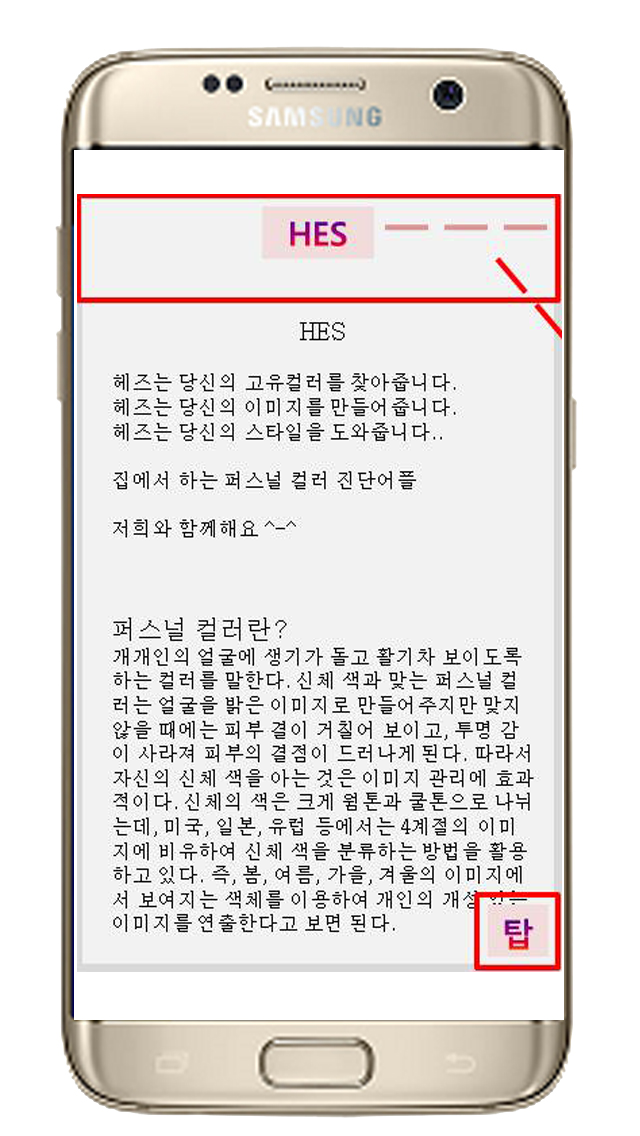 SAMSUNG
HES
HES
헤즈는 당신의 고유컬러를 찾아줍니다.
헤즈는 당신의 이미지를 만들어줍니다.
헤즈는 당신의 스타일을 도와줍니다..
집에서 하는 퍼스널 컬러 진단어플
저희와 함께해요 ^-^
퍼스널 컬러란?
개개인의 얼굴에 생기가 돌고 활기차 보이도록
하는 컬러를 말한다. 신체 색과 맞는 퍼스널 컬
러는 얼굴을 밝은 이미지로 만들어주지만 맞지
않을 때에는 피부 결이 거칠어 보이고, 투명 감
이 사라져 피부의 결점이 드러나게 된다. 따라서
자신의 신체 색을 아는 것은 이미지 관리에 효과
적이다. 신체의 색은 크게 웜톤과 쿨톤으로 나뉘
는데, 미국, 일본, 유럽 등에서는 4계절의 이미
지에 비유하여 신체 색을 분류하는 방법을 활용
하고 있다. 즉, 봄, 여름, 가을, 겨울의 이미지에
서 보여지는 색체를 이용하여 개인의 개성
이미지를 연출한다고 보면 된다.
탑